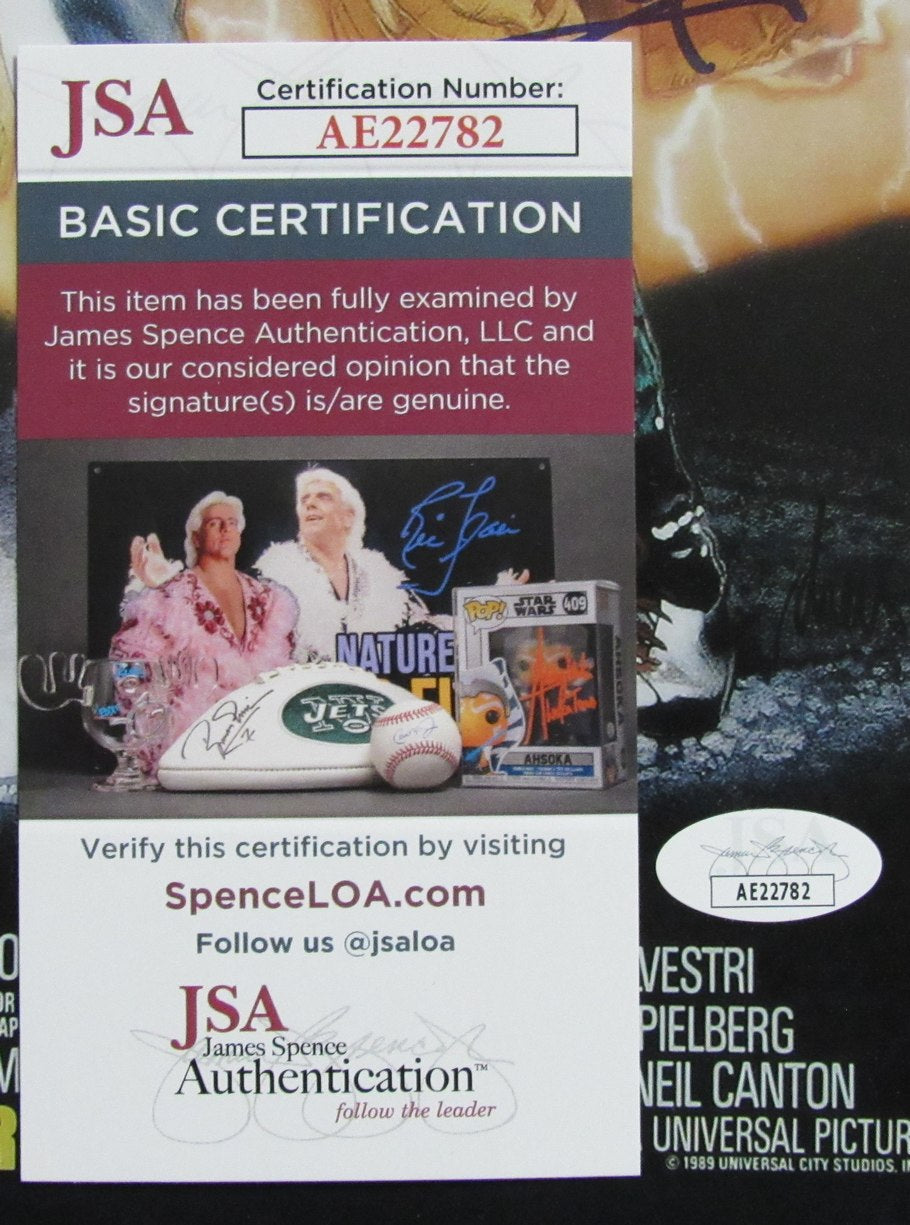 JSA
Certification Number:
AE22782
BASIC CERTIFICATION
This item has been fully examined by
James Spence Authentication, LLC and
it is our considered opinion that the
signature(s) is/are genuine.
NATURE
JETS
POP!
STAR
WARS
409
AHSOKA
AHSOKA
Verify this certification by visiting
SpenceLOA.com
Follow us @jsaloa
JSA
James Spence
Authentication™
follow the leader
JSA
AE22782
VESTRI
PIELBERG
NEIL CANTON
UNIVERSAL PICTUR
© 1989 UNIVERSAL CITY STUDIOS, I